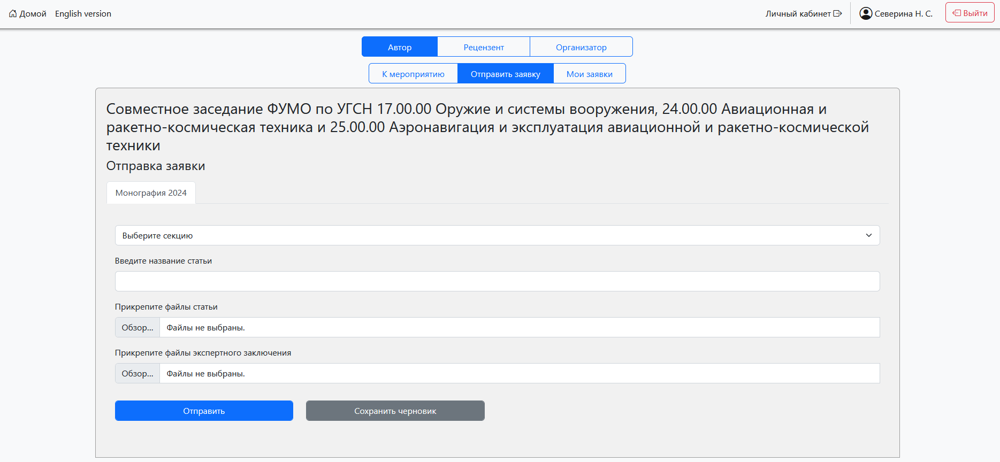 Домой English version Личный кабинет Северина Н. С. Выйти
Автор Рецензент Организатор
К мероприятию Отправить заявку Мои заявки
Совместное заседание ФУМО по УГСН 17.00.00 Оружие и системы вооружения, 24.00.00 Авиационная и
ракетно-космическая техника и 25.00.00 Аэронавигация и эксплуатация авиационной и ракетно-космической
техники
Отправка заявки
Монография 2024
Выберите секцию
Введите название статьи
Прикрепите файлы статьи
Обзор... Файлы не выбраны.
Прикрепите файлы экспертного заключения
Обзор... Файлы не выбраны.
Отправить Сохранить черновик